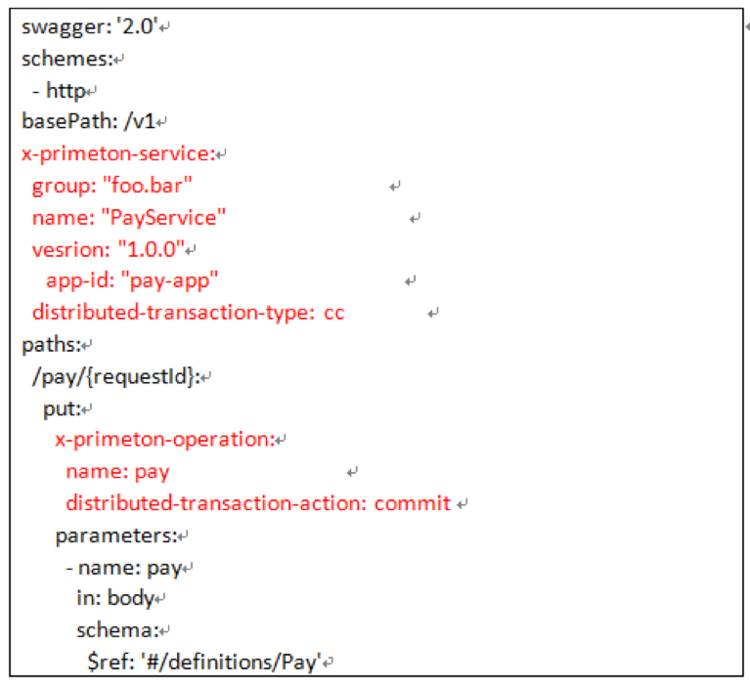 swagger: '2.0'
schemes:
  - http
basePath: /v1
x-primeton-service:
  group: "foo.bar"
  name: "PayService"
  vesrion: "1.0.0"
    app-id: "pay-app"
  distributed-transaction-type: cc
paths:
  /pay/{requestId}:
    put:
      x-primeton-operation:
        name: pay
        distributed-transaction-action: commit
      parameters:
        - name: pay
          in: body
          schema:
            $ref: '#/definitions/Pay'